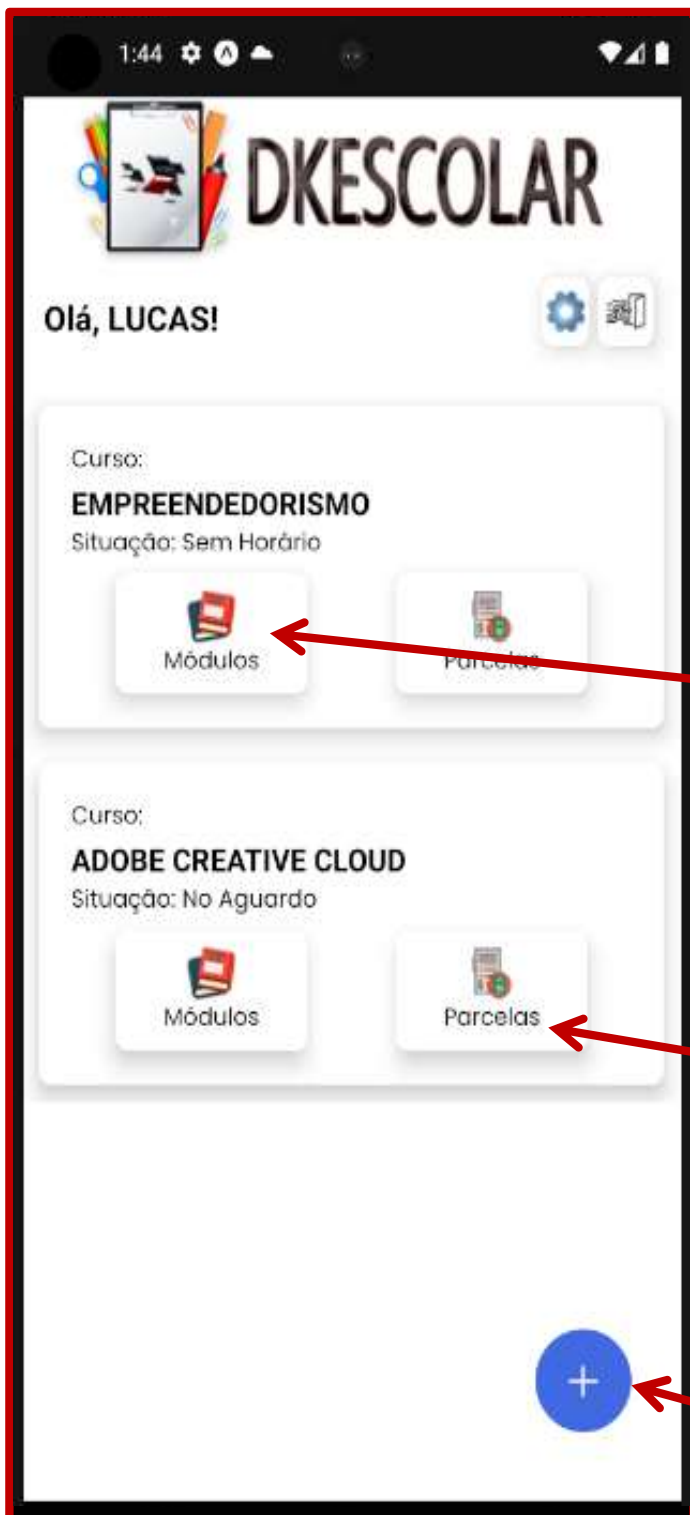 1:44
DKESCOLAR
Olá, LUCAS!
Curso:
EMPREENDEDORISMO
Situação: Sem Horário
Módulos Parcelas
Curso:
ADOBE CREATIVE CLOUD
Situação: No Aguardo
Módulos Parcelas
+